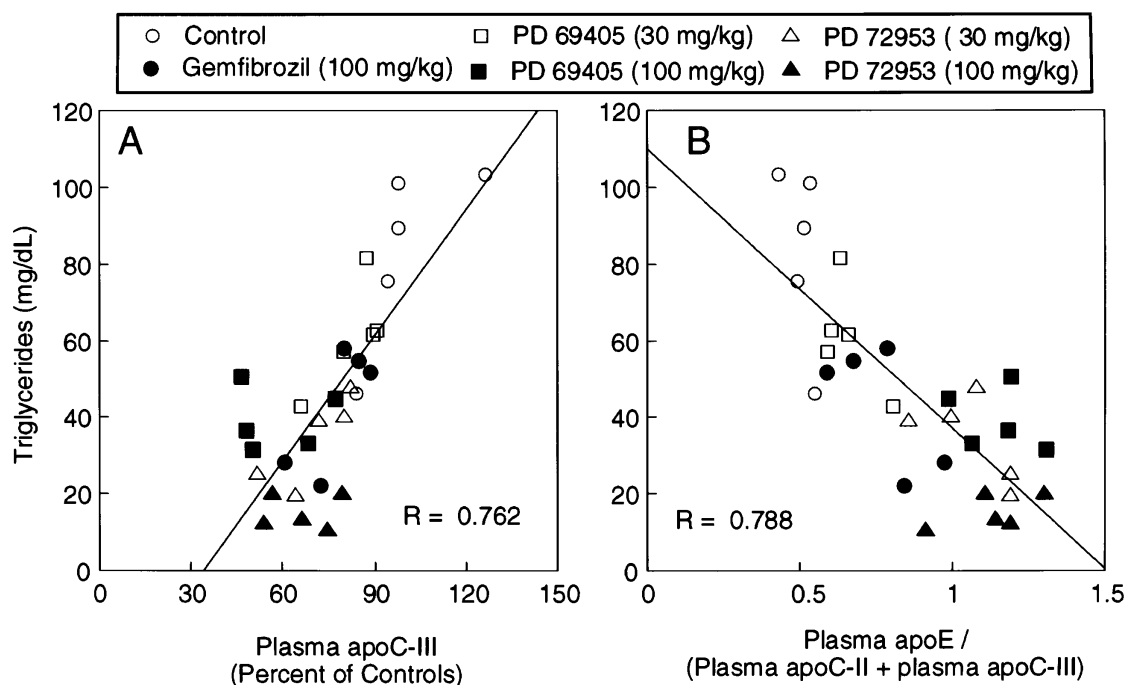 Control
PD 69405 (30 mg/kg)
PD 72953 ( 30 mg/kg)
Gemfibrozil (100 mg/kg)
PD 69405 (100 mg/kg)
PD 72953 (100 mg/kg)
A
Triglycerides (mg/dL)
120
100
80
60
40
20
0
R = 0.762
0 30 60 90 120 150
Plasma apoC-III
(Percent of Controls)
B
120
100
80
60
40
20
0
R = 0.788
0 0.5 1 1.5
Plasma apoE /
(Plasma apoC-II + plasma apoC-III)